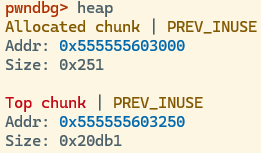 pwndbg> heap
Allocated chunk | PREV_INUSE
Addr: 0x555555603000
Size: 0x251
Top chunk | PREV_INUSE
Addr: 0x555555603250
Size: 0x20db1